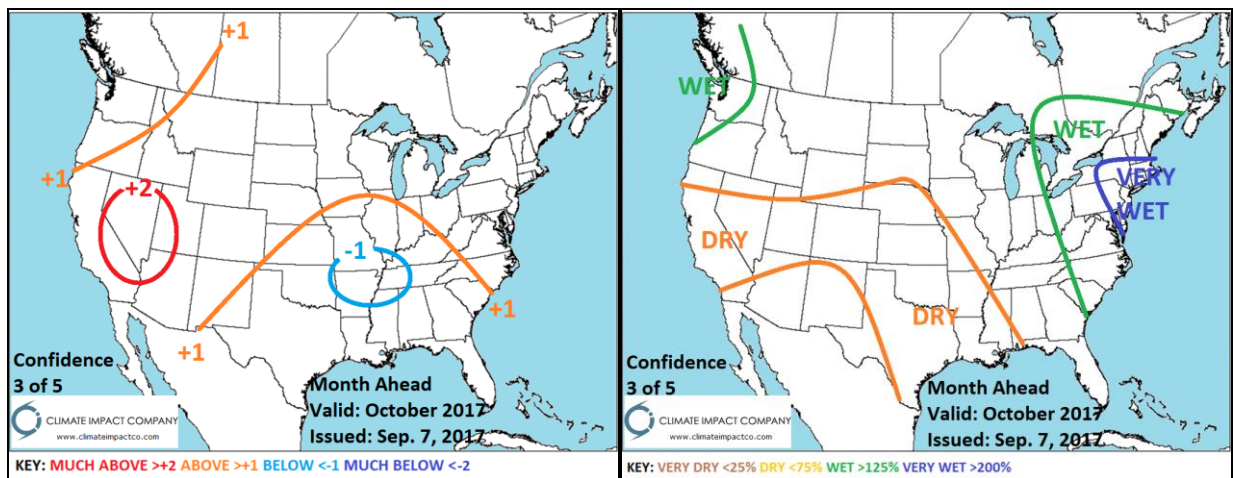 +1
+1
+2
-1
+1
+1
Confidence
3 of 5
Month Ahead
Valid: October 2017
Issued: Sep. 7, 2017
CLIMATE IMPACT COMPANY
www.climateimpactco.com
KEY: MUCH ABOVE >+2 ABOVE >+1 BELOW <-1 MUCH BELOW <-2
WET
WET
VERY
WET
DRY
DRY
Confidence
3 of 5
Month Ahead
Valid: October 2017
Issued: Sep. 7, 2017
CLIMATE IMPACT COMPANY
www.climateimpactco.com
KEY: VERY DRY <25% DRY <75% WET >125% VERY WET >200%